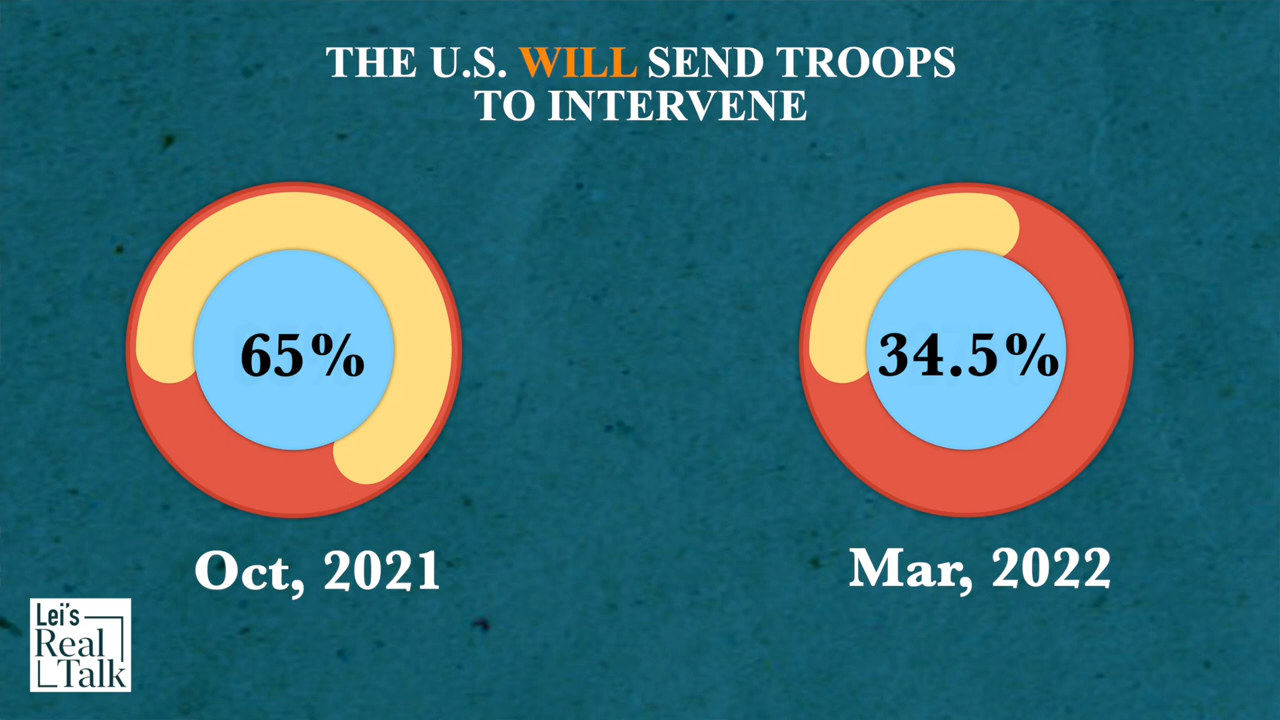 THE U.S. WILL SEND TROOPS
TO INTERVENE
65%
34.5%
Oct, 2021
Mar, 2022
Lei's
Real
Talk